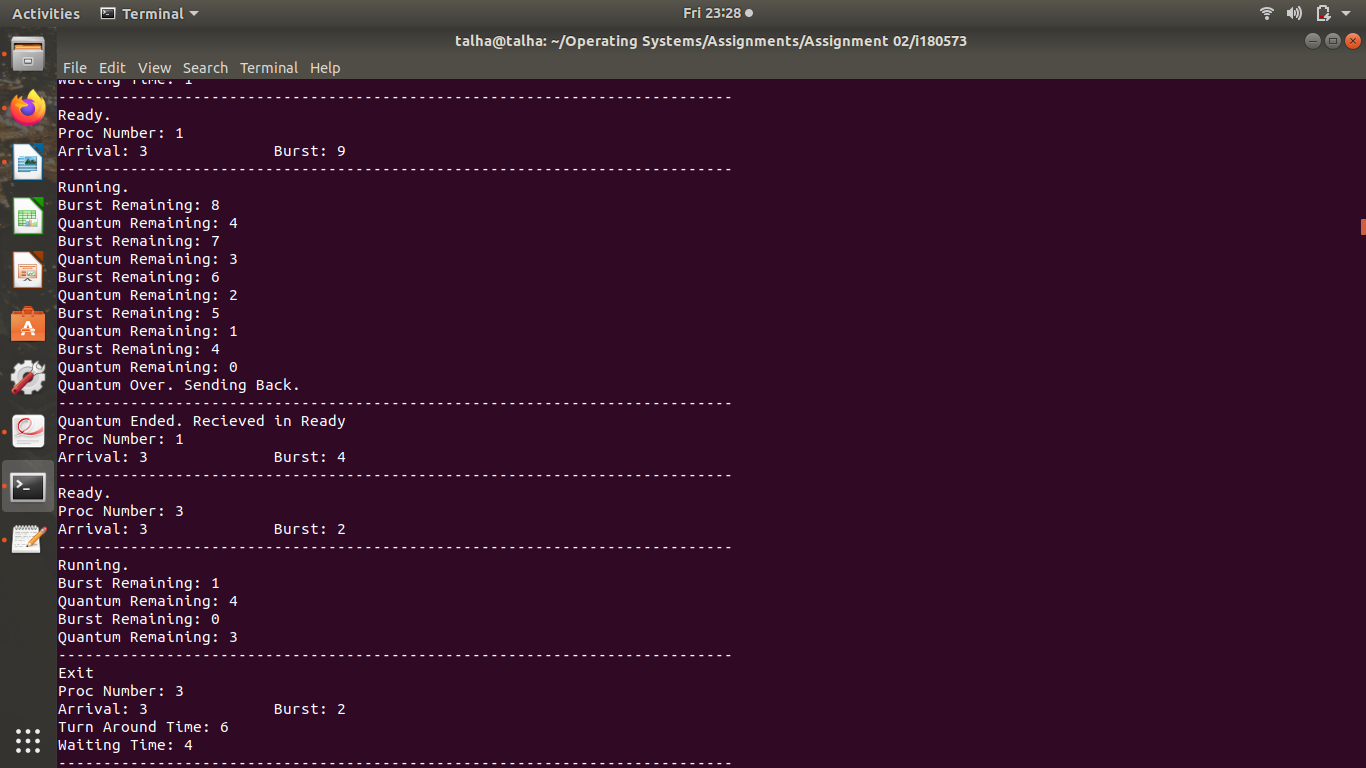 Activities Terminal Fri 23:28
talha@talha: ~/Operating Systems/Assignments/Assignment 02/i180573
File Edit View Search Terminal Help
Waiting Time: 1
---------------------------------------------------------------------------
Ready.
Proc Number: 1
Arrival: 3 Burst: 9
---------------------------------------------------------------------------
Running.
Burst Remaining: 8
Quantum Remaining: 4
Burst Remaining: 7
Quantum Remaining: 3
Burst Remaining: 6
Quantum Remaining: 2
Burst Remaining: 5
Quantum Remaining: 1
Burst Remaining: 4
Quantum Remaining: 0
Quantum Over. Sending Back.
---------------------------------------------------------------------------
Quantum Ended. Recieved in Ready
Proc Number: 1
Arrival: 3 Burst: 4
---------------------------------------------------------------------------
Ready.
Proc Number: 3
Arrival: 3 Burst: 2
---------------------------------------------------------------------------
Running.
Burst Remaining: 1
Quantum Remaining: 4
Burst Remaining: 0
Quantum Remaining: 3
---------------------------------------------------------------------------
Exit
Proc Number: 3
Arrival: 3 Burst: 2
Turn Around Time: 6
Waiting Time: 4
---------------------------------------------------------------------------